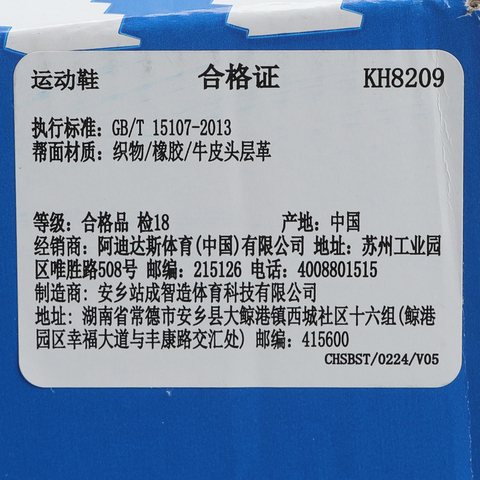 运动鞋 合格证 KH8209
执行标准: GB/T 15107-2013
帮面材质: 织物/橡胶/牛皮头层革
等级: 合格品 检18 产地: 中国
经销商: 阿迪达斯体育(中国)有限公司 地址: 苏州工业园
区唯胜路508号 邮编: 215126 电话: 4008801515
制造商: 安乡站成智造体育科技有限公司
地址: 湖南省常德市安乡县大鲸港镇西城社区十六组(鲸港
园区幸福大道与丰康路交汇处) 邮编: 415600
CHSBST/0224/V05